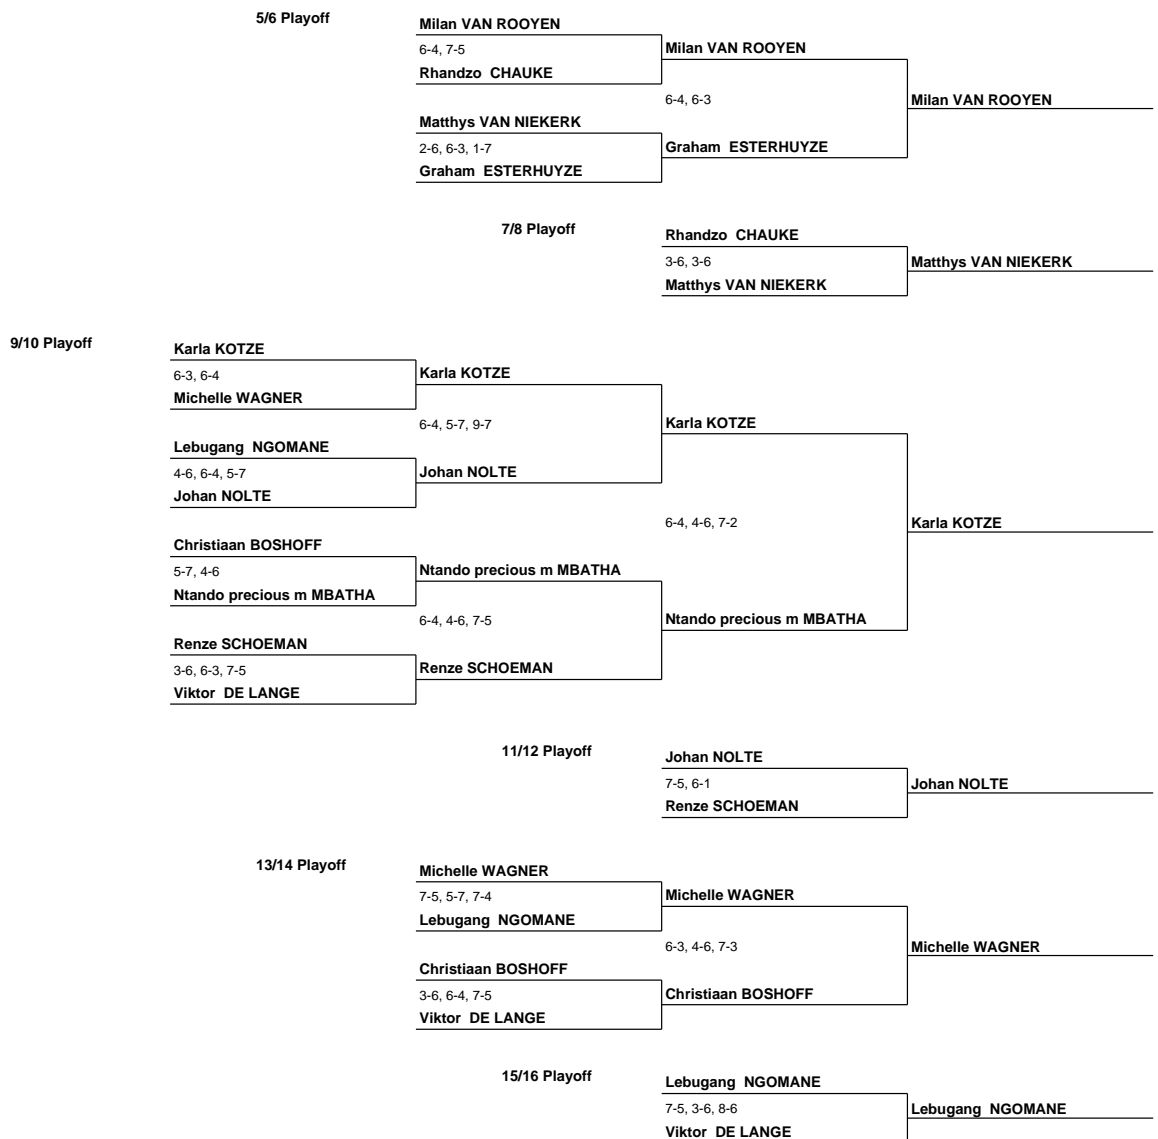 5/6 Playoff
Milan VAN ROOYEN
6-4, 7-5
Milan VAN ROOYEN
Rhandzo  CHAUKE
6-4, 6-3
Milan VAN ROOYEN
Matthys VAN NIEKERK
2-6, 6-3, 1-7
Graham  ESTERHUYZE
Graham  ESTERHUYZE
7/8 Playoff
Rhandzo  CHAUKE
3-6, 3-6
Matthys VAN NIEKERK
Matthys VAN NIEKERK
9/10 Playoff
Karla KOTZE
6-3, 6-4
Karla KOTZE
Michelle WAGNER
6-4, 5-7, 9-7
Karla KOTZE
Lebugang  NGOMANE
4-6, 6-4, 5-7
Johan NOLTE
Johan NOLTE
6-4, 4-6, 7-2
Karla KOTZE
Christiaan BOSHOFF
5-7, 4-6
Ntando precious m MBATHA
Ntando precious m MBATHA
6-4, 4-6, 7-5
Ntando precious m MBATHA
Renze SCHOEMAN
3-6, 6-3, 7-5
Renze SCHOEMAN
Viktor  DE LANGE
11/12 Playoff
Johan NOLTE
7-5, 6-1
Johan NOLTE
Renze SCHOEMAN
13/14 Playoff
Michelle WAGNER
7-5, 5-7, 7-4
Michelle WAGNER
Lebugang  NGOMANE
6-3, 4-6, 7-3
Michelle WAGNER
Christiaan BOSHOFF
3-6, 6-4, 7-5
Christiaan BOSHOFF
Viktor  DE LANGE
15/16 Playoff
Lebugang  NGOMANE
7-5, 3-6, 8-6
Lebugang  NGOMANE
Viktor  DE LANGE